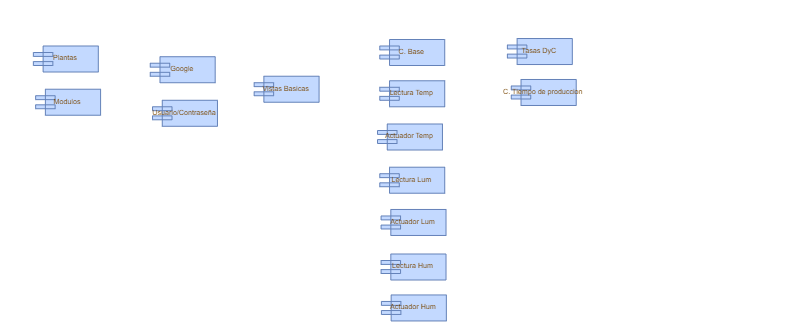 Plantas
Modulos
Google
Usuario/Contraseña
Vistas Basicas
C. Base
Lectura Temp
Actuador Temp
Lectura Lum
Actuador Lum
Lectura Hum
Actuador Hum
Tasas DyC
C. Tiempo de produccion